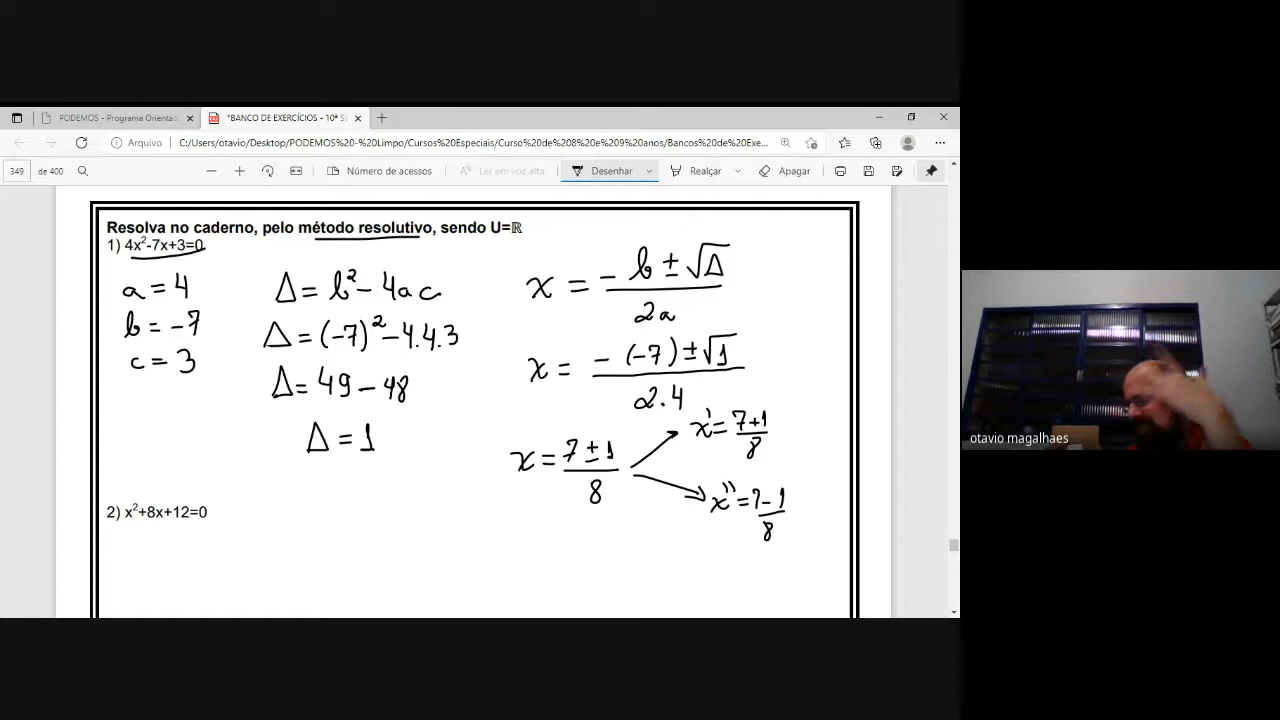 PODEMOS - Programa Orienta
*BANCO DE EXERCÍCIOS - 10ª S
Arquivo
C:/Users/otavio/Desktop/PODEMOS%20-%20Limpo/Cursos%20Especiais/Curso%20de%208%20e%209%20anos/Bancos%20de%20Exe...
349 de 400
Número de acessos
Ler em voz alta
Desenhar
Realçar
Apagar
Resolva no caderno, pelo método resolutivo, sendo U=ℝ
1) 4x²-7x+3=0
a = 4
b = -7
c = 3
Δ = b² - 4ac
Δ = (-7)² - 4.4.3
Δ = 49 - 48
Δ = 1
x = -b ± √Δ / 2a
x = -(-7) ± √1 / 2.4
x = 7 ± 1 / 8
x' = 7+1 / 8
x'' = 7-1 / 8
2) x²+8x+12=0
otavio magalhaes